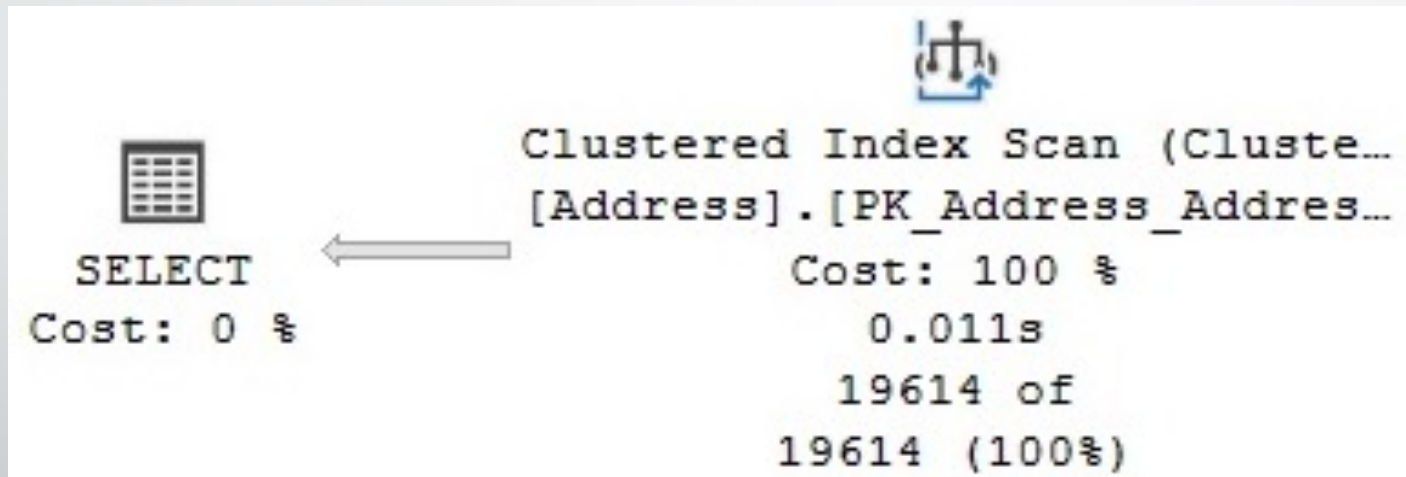 SELECT
Cost: 0 %
Clustered Index Scan (Cluste…
[Address].[PK_Address_Addres…
Cost: 100 %
0.011s
19614 of
19614 (100%)